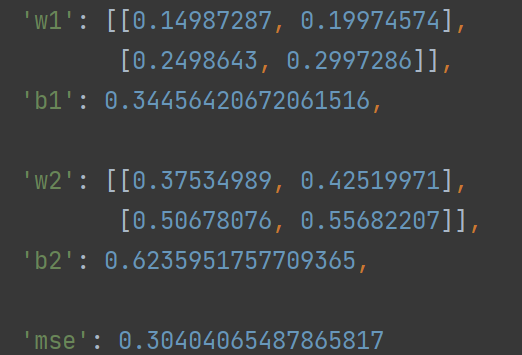 'w1': [[0.14987287, 0.19974574],
[0.2498643, 0.2997286]],
'b1': 0.34456420672061516,
'w2': [[0.37534989, 0.42519971],
[0.50678076, 0.55682207]],
'b2': 0.6235951757709365,
'mse': 0.30404065487865817